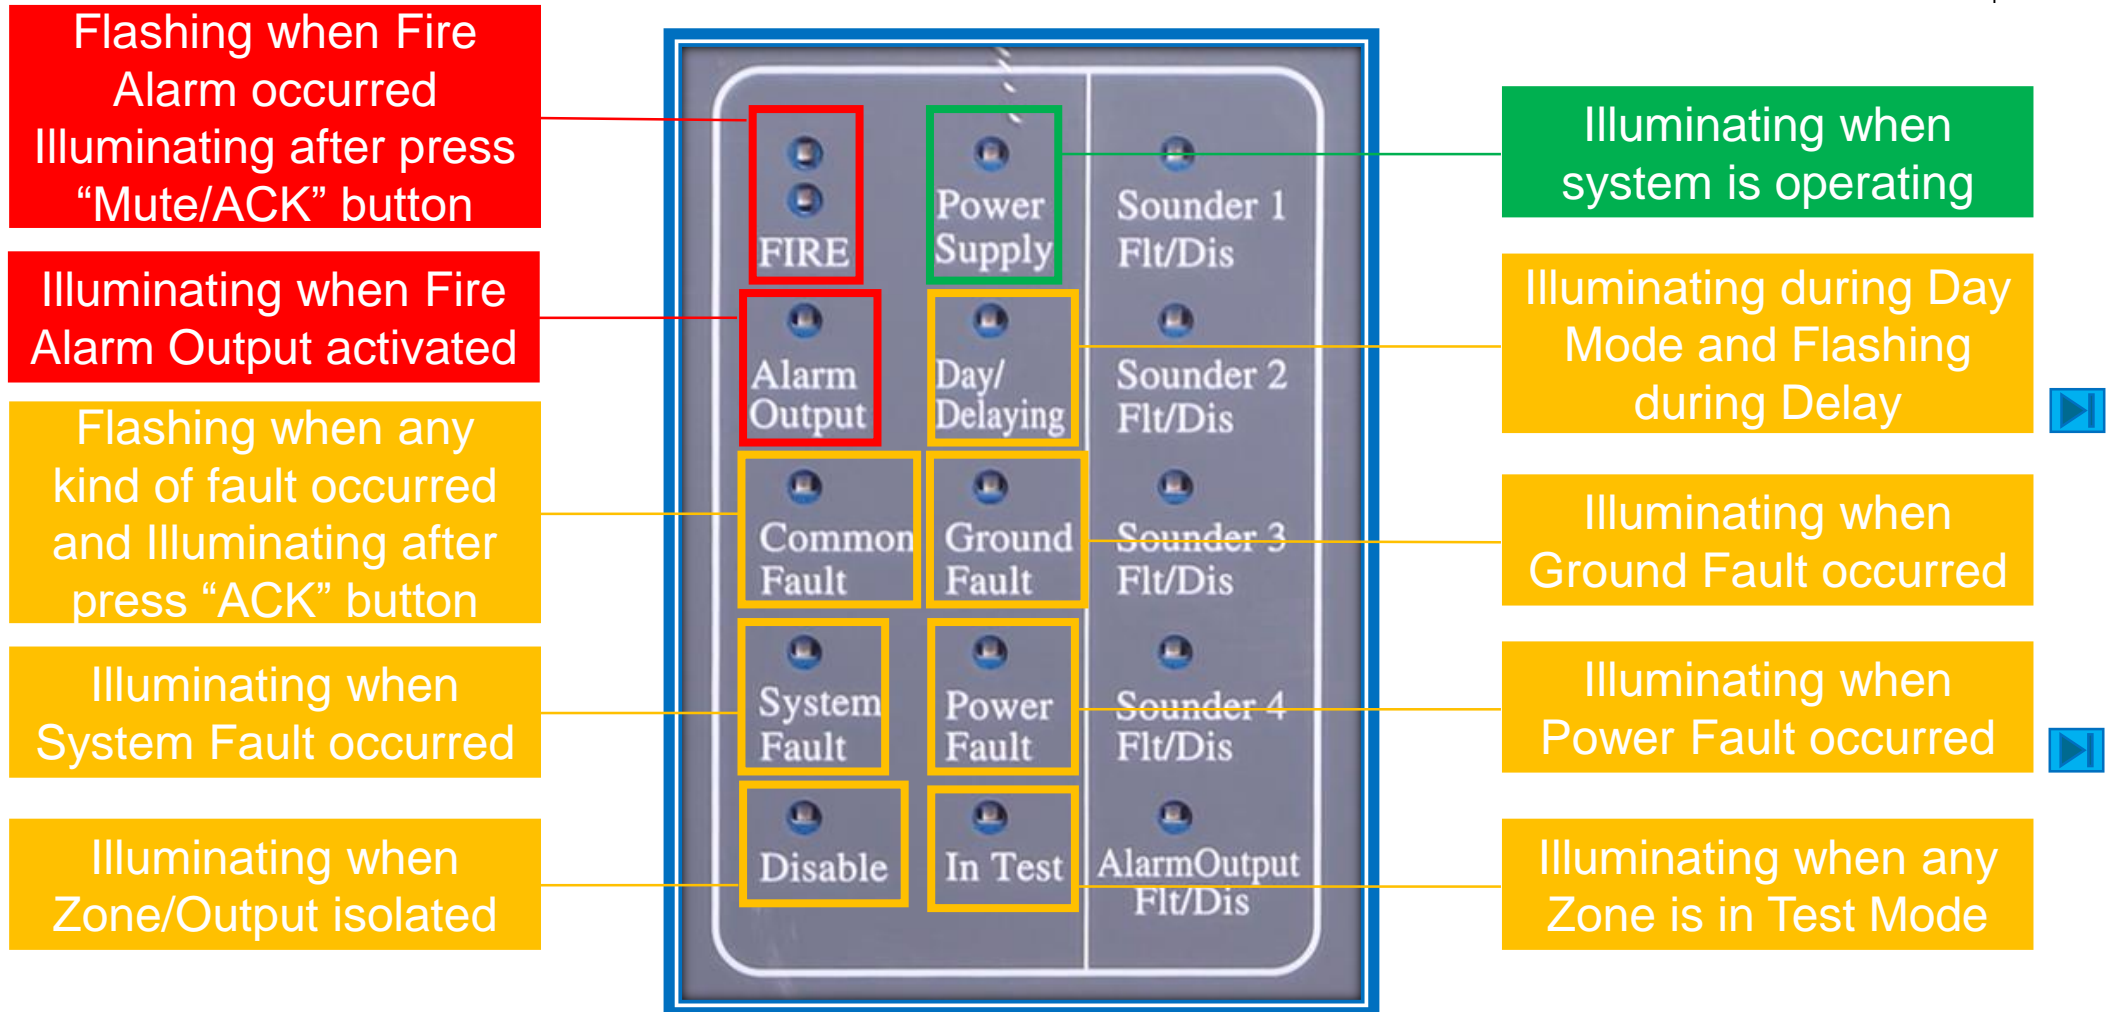 Flashing when Fire
Alarm occurred
Illuminating after press
“Mute/ACK” button
Illuminating when Fire
Alarm Output activated
Flashing when any
kind of fault occurred
and Illuminating after
press “ACK” button
Illuminating when
System Fault occurred
Illuminating when
Zone/Output isolated
FIRE
Alarm
Output
Common
Fault
System
Fault
Disable
Power
Supply
Day/
Delaying
Ground
Fault
Power
Fault
In Test
Sounder 1
Flt/Dis
Sounder 2
Flt/Dis
Sounder 3
Flt/Dis
Sounder 4
Flt/Dis
AlarmOutput
Flt/Dis
Illuminating when
system is operating
Illuminating during Day
Mode and Flashing
during Delay
Illuminating when
Ground Fault occurred
Illuminating when
Power Fault occurred
Illuminating when any
Zone is in Test Mode